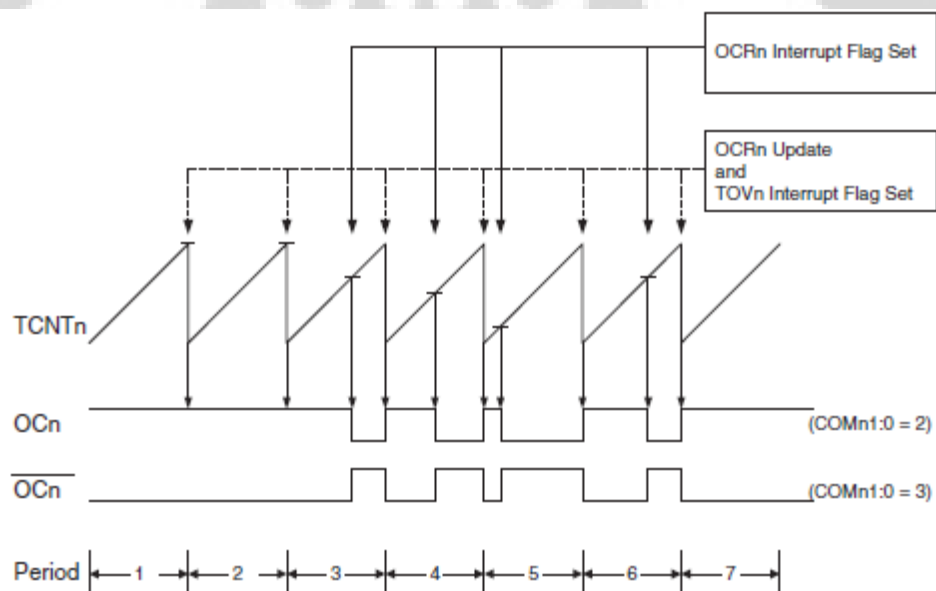 OCRn Interrupt Flag Set
OCRn Update
and
TOVn Interrupt Flag Set
TCNTn
OCn
(COMn1:0 = 2)
OCn
(COMn1:0 = 3)
Period
1
2
3
4
5
6
7